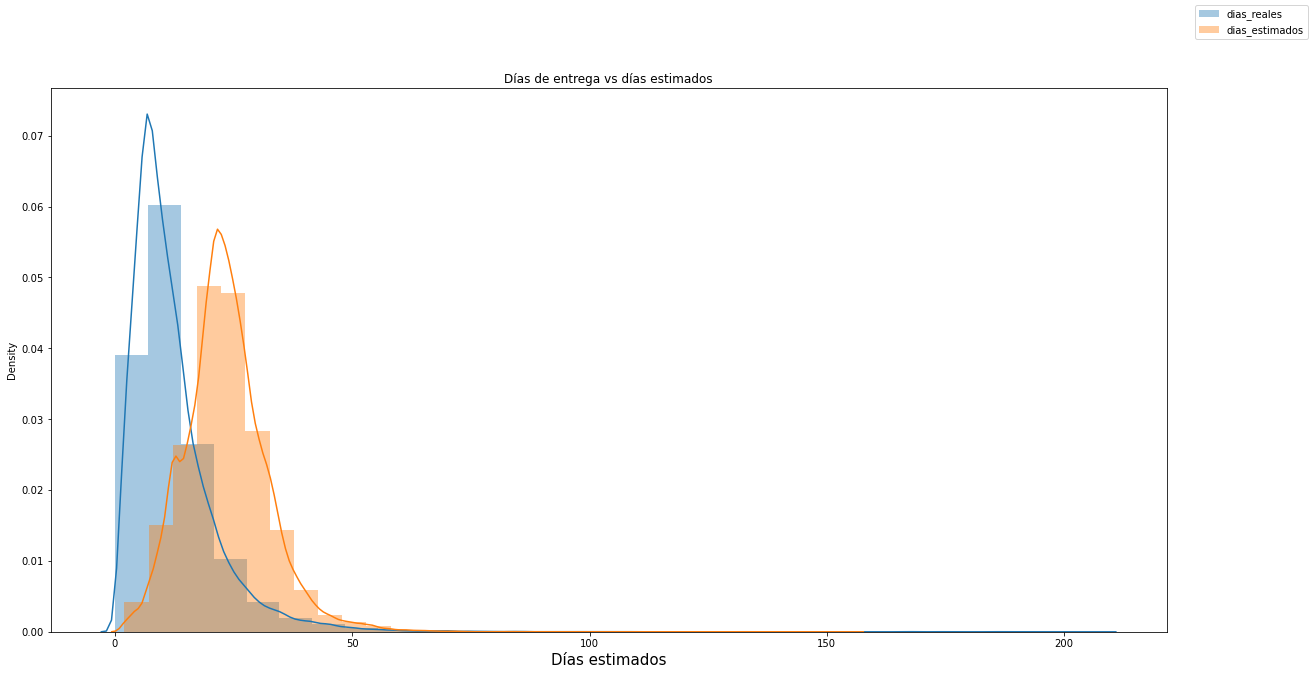 dias_reales
dias_estimados
Días de entrega vs días estimados
Density
0.07
0.06
0.05
0.04
0.03
0.02
0.01
0.00
0
50
100
150
200
Días estimados